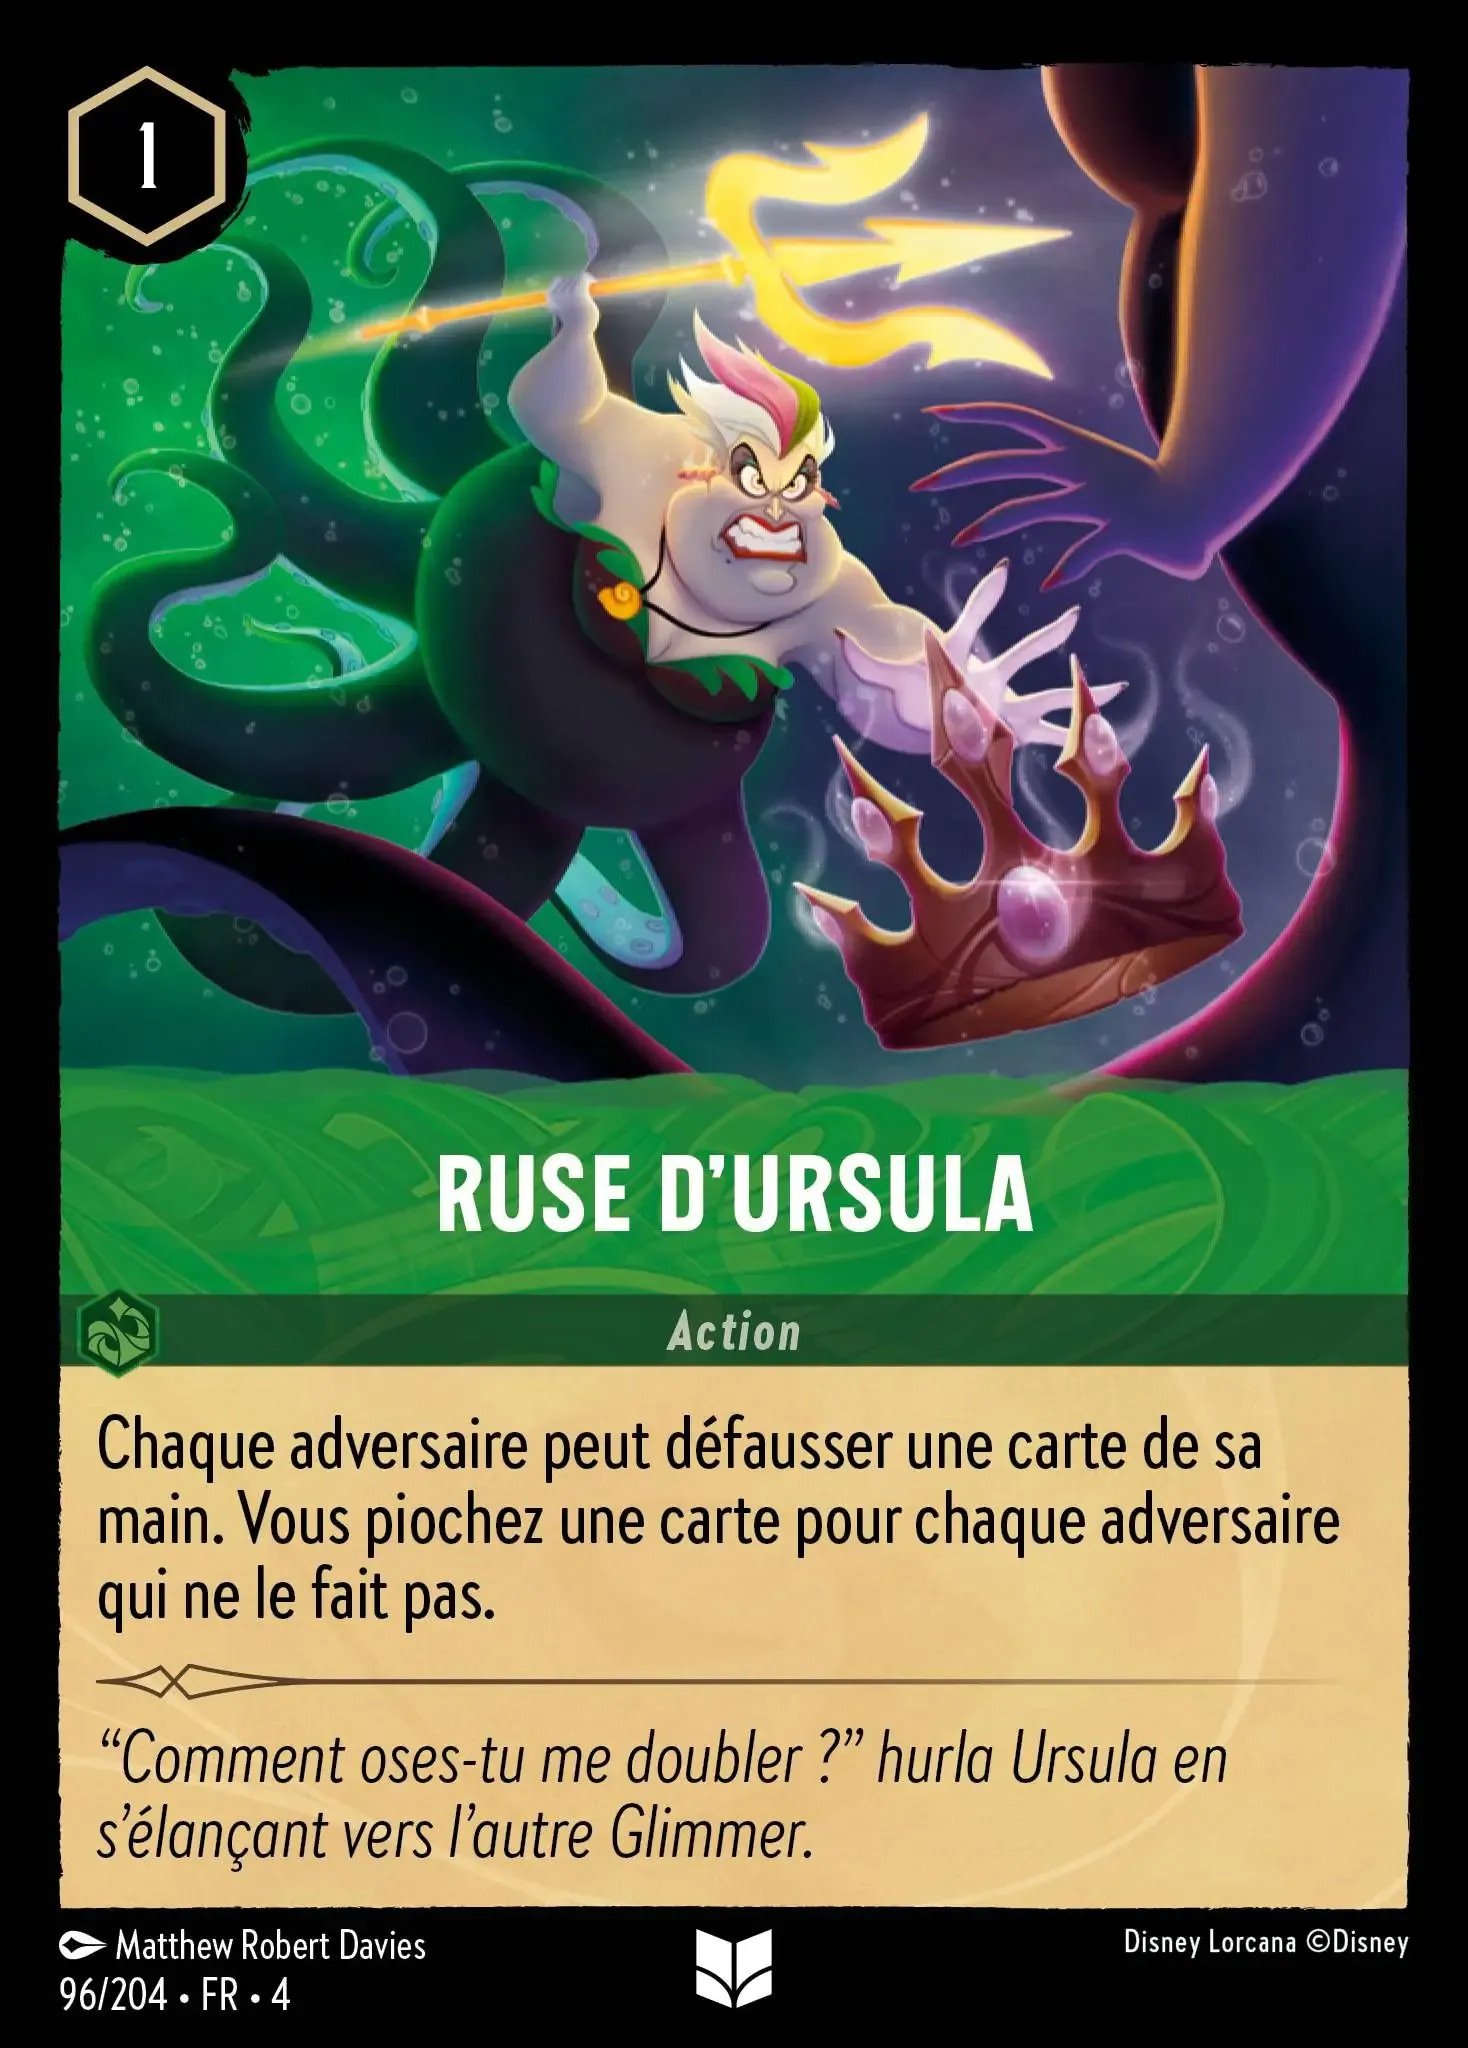 1
RUSE D’URSULA
Action
Chaque adversaire peut défausser une carte de sa
main. Vous piochez une carte pour chaque adversaire
qui ne le fait pas.
“Comment oses-tu me doubler ?” hurla Ursula en
s’élançant vers l’autre Glimmer.
Matthew Robert Davies
Disney Lorcana ©Disney
96/204 • FR • 4